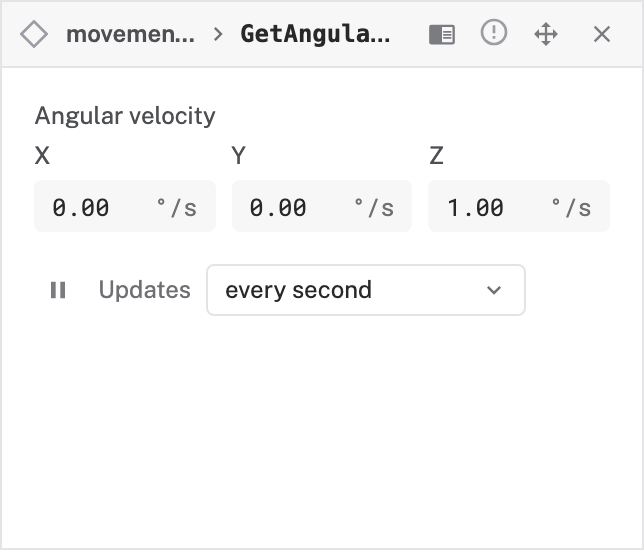 movemen... > GetAngula...
Angular velocity
X Y Z
0.00 °/s 0.00 °/s 1.00 °/s
Updates every second